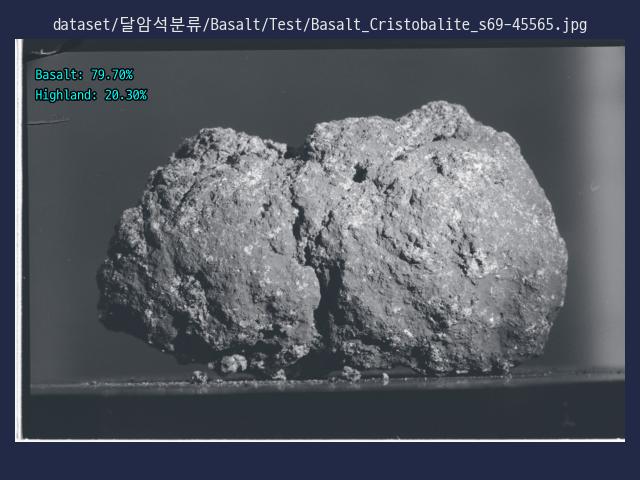 dataset/달암석분류/Basalt/Test/Basalt_Cristobalite_s69-45565.jpg
Basalt: 79.70%
Highland: 20.30%